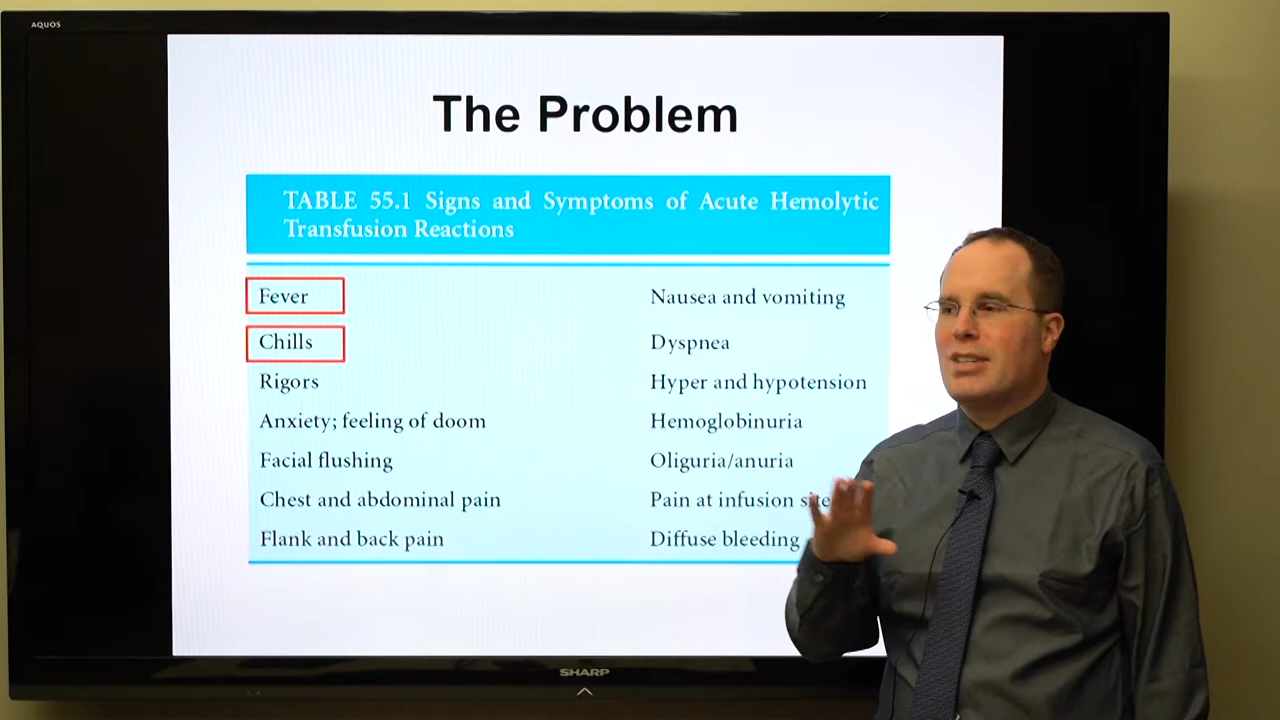 AQUOS
The Problem
TABLE 55.1 Signs and Symptoms of Acute Hemolytic
Transfusion Reactions
Fever
Nausea and vomiting
Chills
Dyspnea
Rigors
Hyper and hypotension
Anxiety; feeling of doom
Hemoglobinuria
Facial flushing
Oliguria/anuria
Chest and abdominal pain
Pain at infusion site
Flank and back pain
Diffuse bleeding
SHARP